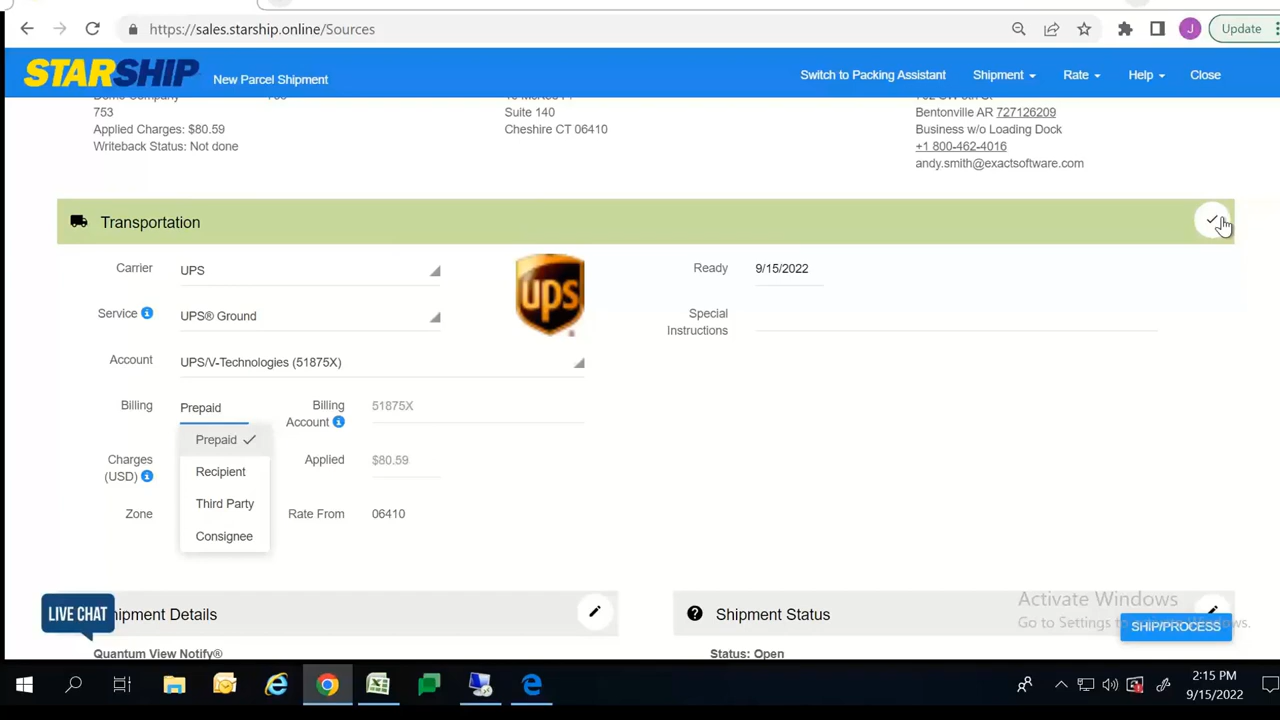 https://sales.starship.online/Sources
J
Update
STARSHIP
New Parcel Shipment
Switch to Packing Assistant
Shipment
Rate
Help
Close
753
Suite 140
Bentonville AR 727126209
Applied Charges: $80.59
Cheshire CT 06410
Business w/o Loading Dock
Writeback Status: Not done
+1 800-462-4016
andy.smith@exactsoftware.com
Transportation
Carrier
UPS
ups
Ready
9/15/2022
Service
UPS® Ground
Special
Instructions
Account
UPS/V-Technologies (51875X)
Billing
Prepaid
Billing
Account
51875X
Prepaid
Recipient
Third Party
Consignee
Charges
(USD)
Applied
$80.59
Zone
Rate From
06410
LIVE CHAT
hipment Details
Shipment Status
Activate Windows
Go to Settings to
SHIP/PROCESS
Quantum View Notify®
Status: Open
2:15 PM
9/15/2022